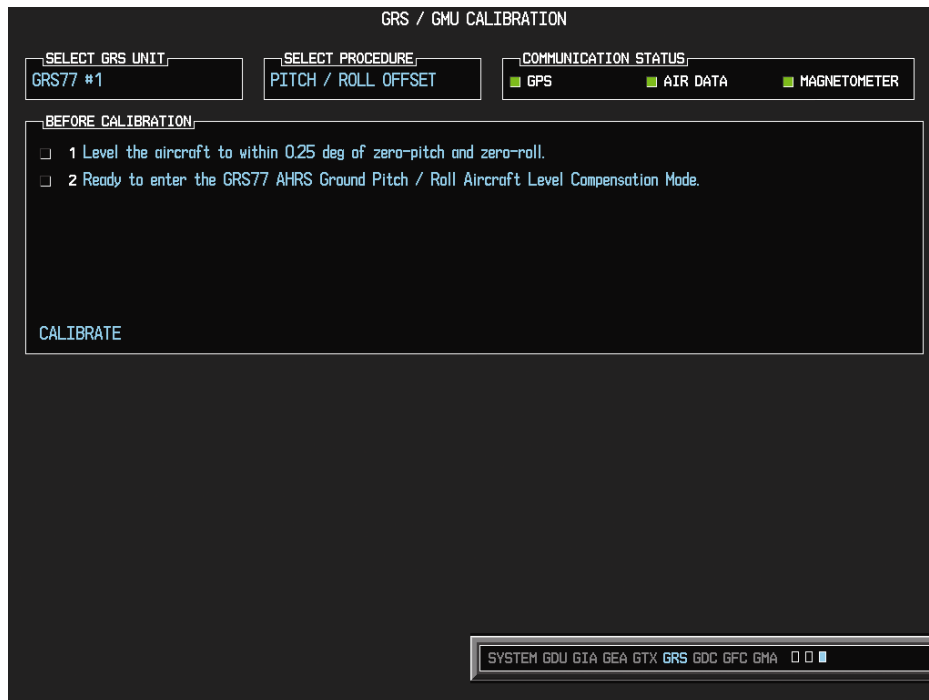 GRS / GMU CALIBRATION
SELECT GRS UNIT
GRS77 #1
SELECT PROCEDURE
PITCH / ROLL OFFSET
COMMUNICATION STATUS
GPS AIR DATA MAGNETOMETER
BEFORE CALIBRATION
1 Level the aircraft to within 0.25 deg of zero-pitch and zero-roll.
2 Ready to enter the GRS77 AHRS Ground Pitch / Roll Aircraft Level Compensation Mode.
CALIBRATE
SYSTEM GDU GIA GEA GTX GRS GDC GFC GMA